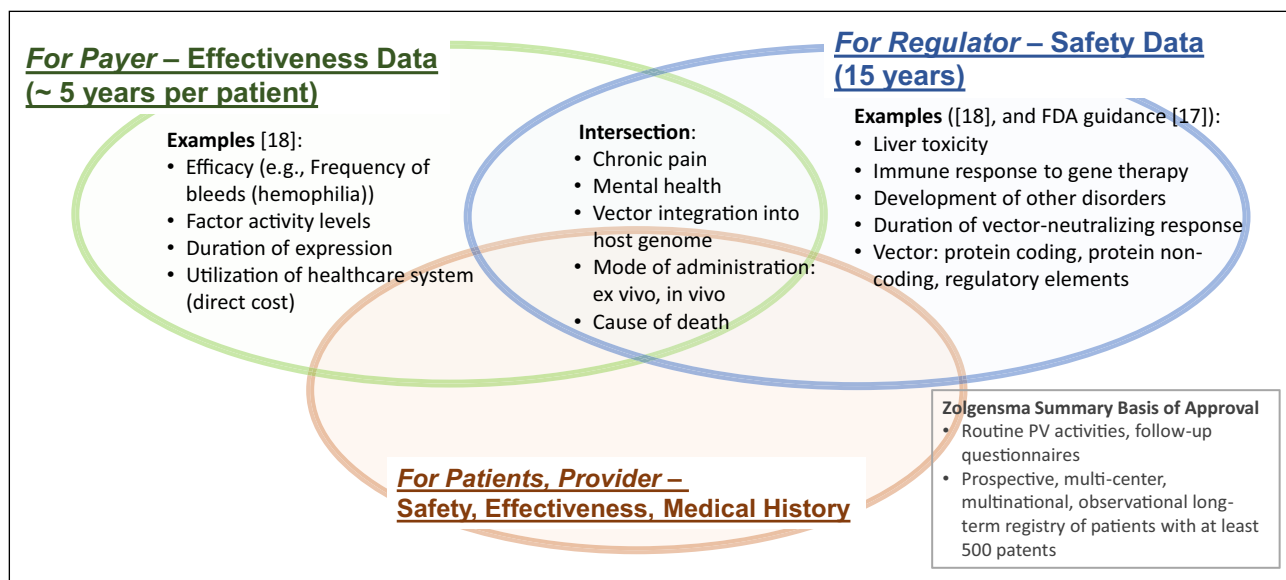 For Payer – Effectiveness Data
(~ 5 years per patient)
Examples [18]:
• Efficacy (e.g., Frequency of
bleeds (hemophilia))
• Factor activity levels
• Duration of expression
• Utilization of healthcare system
(direct cost)
Intersection:
• Chronic pain
• Mental health
• Vector integration into
host genome
• Mode of administration:
ex vivo, in vivo
• Cause of death
For Regulator – Safety Data
(15 years)
Examples ([18], and FDA guidance [17]):
• Liver toxicity
• Immune response to gene therapy
• Development of other disorders
• Duration of vector-neutralizing response
• Vector: protein coding, protein non-
coding, regulatory elements
For Patients, Provider –
Safety, Effectiveness, Medical History
Zolgensma Summary Basis of Approval
• Routine PV activities, follow-up
questionnaires
• Prospective, multi-center,
multinational, observational long-
term registry of patients with at least
500 patents